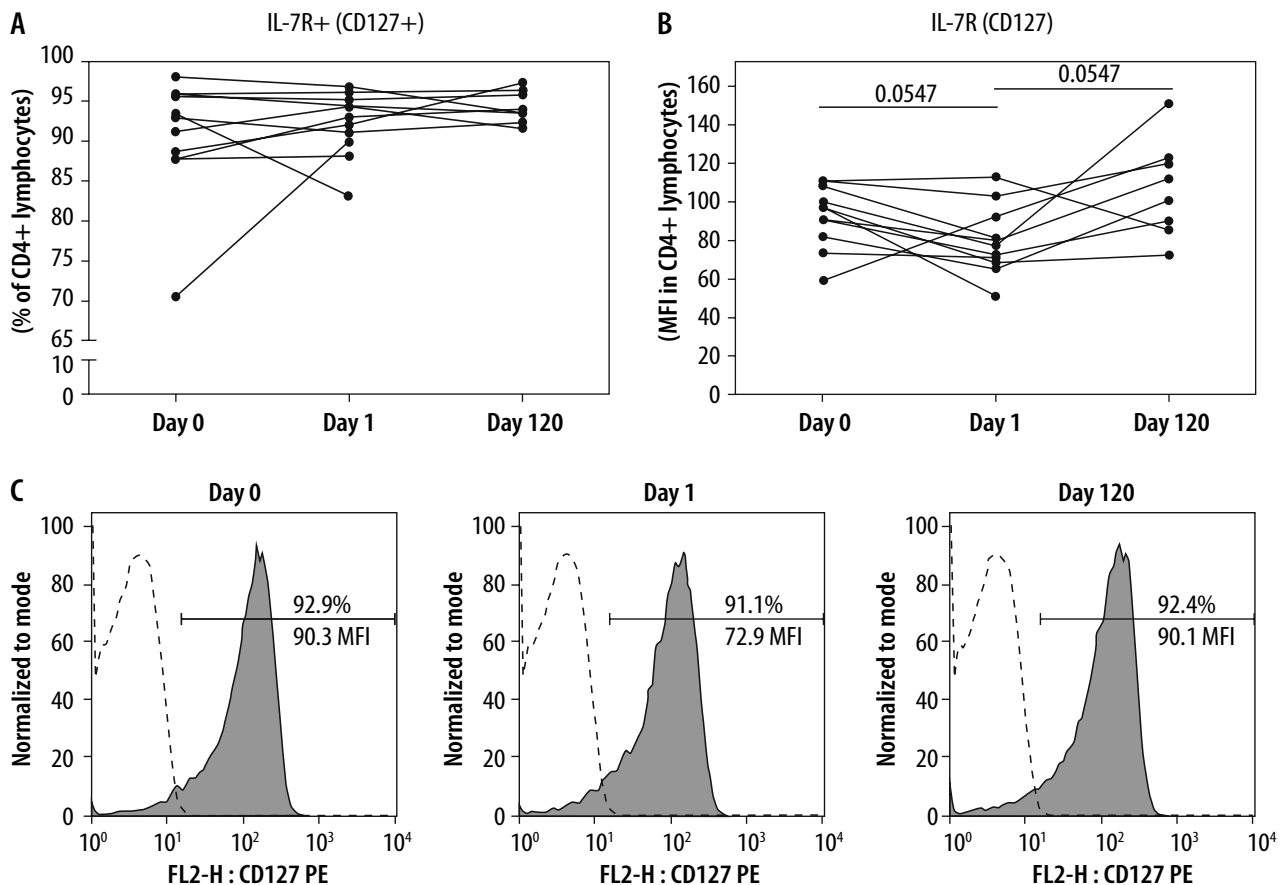 A
IL-7R+ (CD127+)
(% of CD4+ lymphocytes)
100
95
90
85
80
75
70
65
10
0
Day 0
Day 1
Day 120
B
IL-7R (CD127)
(MFI in CD4+ lymphocytes)
160
140
120
100
80
60
40
20
0
0.0547
0.0547
Day 0
Day 1
Day 120
C
Day 0
Normalized to mode
100
80
60
40
20
0
92.9%
90.3 MFI
10⁰ 10¹ 10² 10³ 10⁴
FL2-H : CD127 PE
Day 1
Normalized to mode
100
80
60
40
20
0
91.1%
72.9 MFI
10⁰ 10¹ 10² 10³ 10⁴
FL2-H : CD127 PE
Day 120
Normalized to mode
100
80
60
40
20
0
92.4%
90.1 MFI
10⁰ 10¹ 10² 10³ 10⁴
FL2-H : CD127 PE